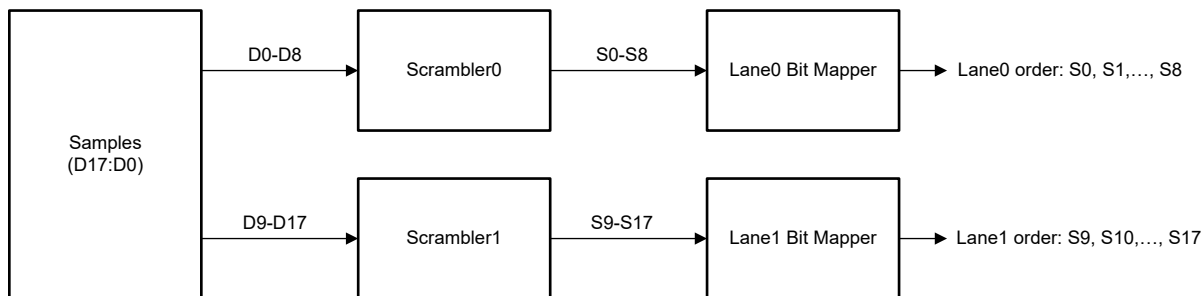 D0-D8
Scrambler0
S0-S8
Lane0 Bit Mapper
Lane0 order: S0, S1,…, S8
Samples
(D17:D0)
D9-D17
Scrambler1
S9-S17
Lane1 Bit Mapper
Lane1 order: S9, S10,…, S17